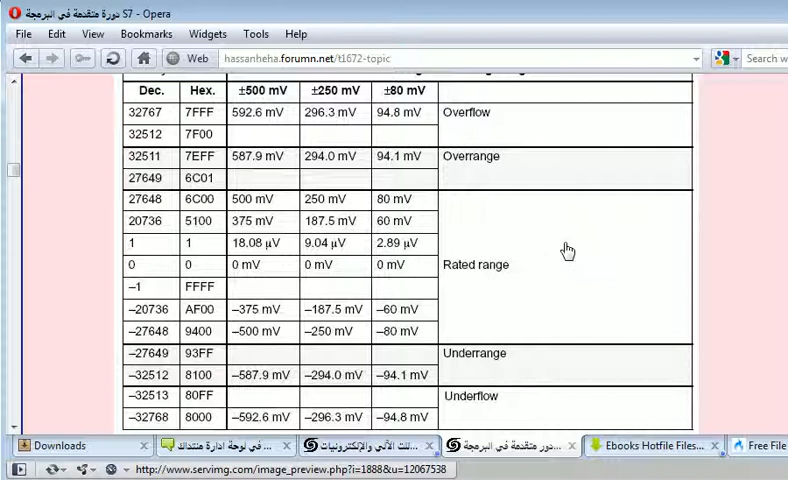 دورة متقدمة في البرمجة S7 - Opera
File Edit View Bookmarks Widgets Tools Help
Web hassanheha.forumn.net/t1672-topic Search w
Dec. Hex. ±500 mV ±250 mV ±80 mV
32767 7FFF 592.6 mV 296.3 mV 94.8 mV Overflow
32512 7F00
32511 7EFF 587.9 mV 294.0 mV 94.1 mV Overrange
27649 6C01
27648 6C00 500 mV 250 mV 80 mV
20736 5100 375 mV 187.5 mV 60 mV
1 1 18.08 µV 9.04 µV 2.89 µV
0 0 0 mV 0 mV 0 mV Rated range
–1 FFFF
–20736 AF00 –375 mV –187.5 mV –60 mV
–27648 9400 –500 mV –250 mV –80 mV
–27649 93FF Underrange
–32512 8100 –587.9 mV –294.0 mV –94.1 mV
–32513 80FF Underflow
–32768 8000 –592.6 mV –296.3 mV –94.8 mV
Downloads في لوحة ادارة منتداك... ...للتحكم الآلي والإلكترونيات ...دورة متقدمة في البرمجة Ebooks Hotfile Files... Free File
http://www.servimg.com/image_preview.php?i=1888&u=12067538